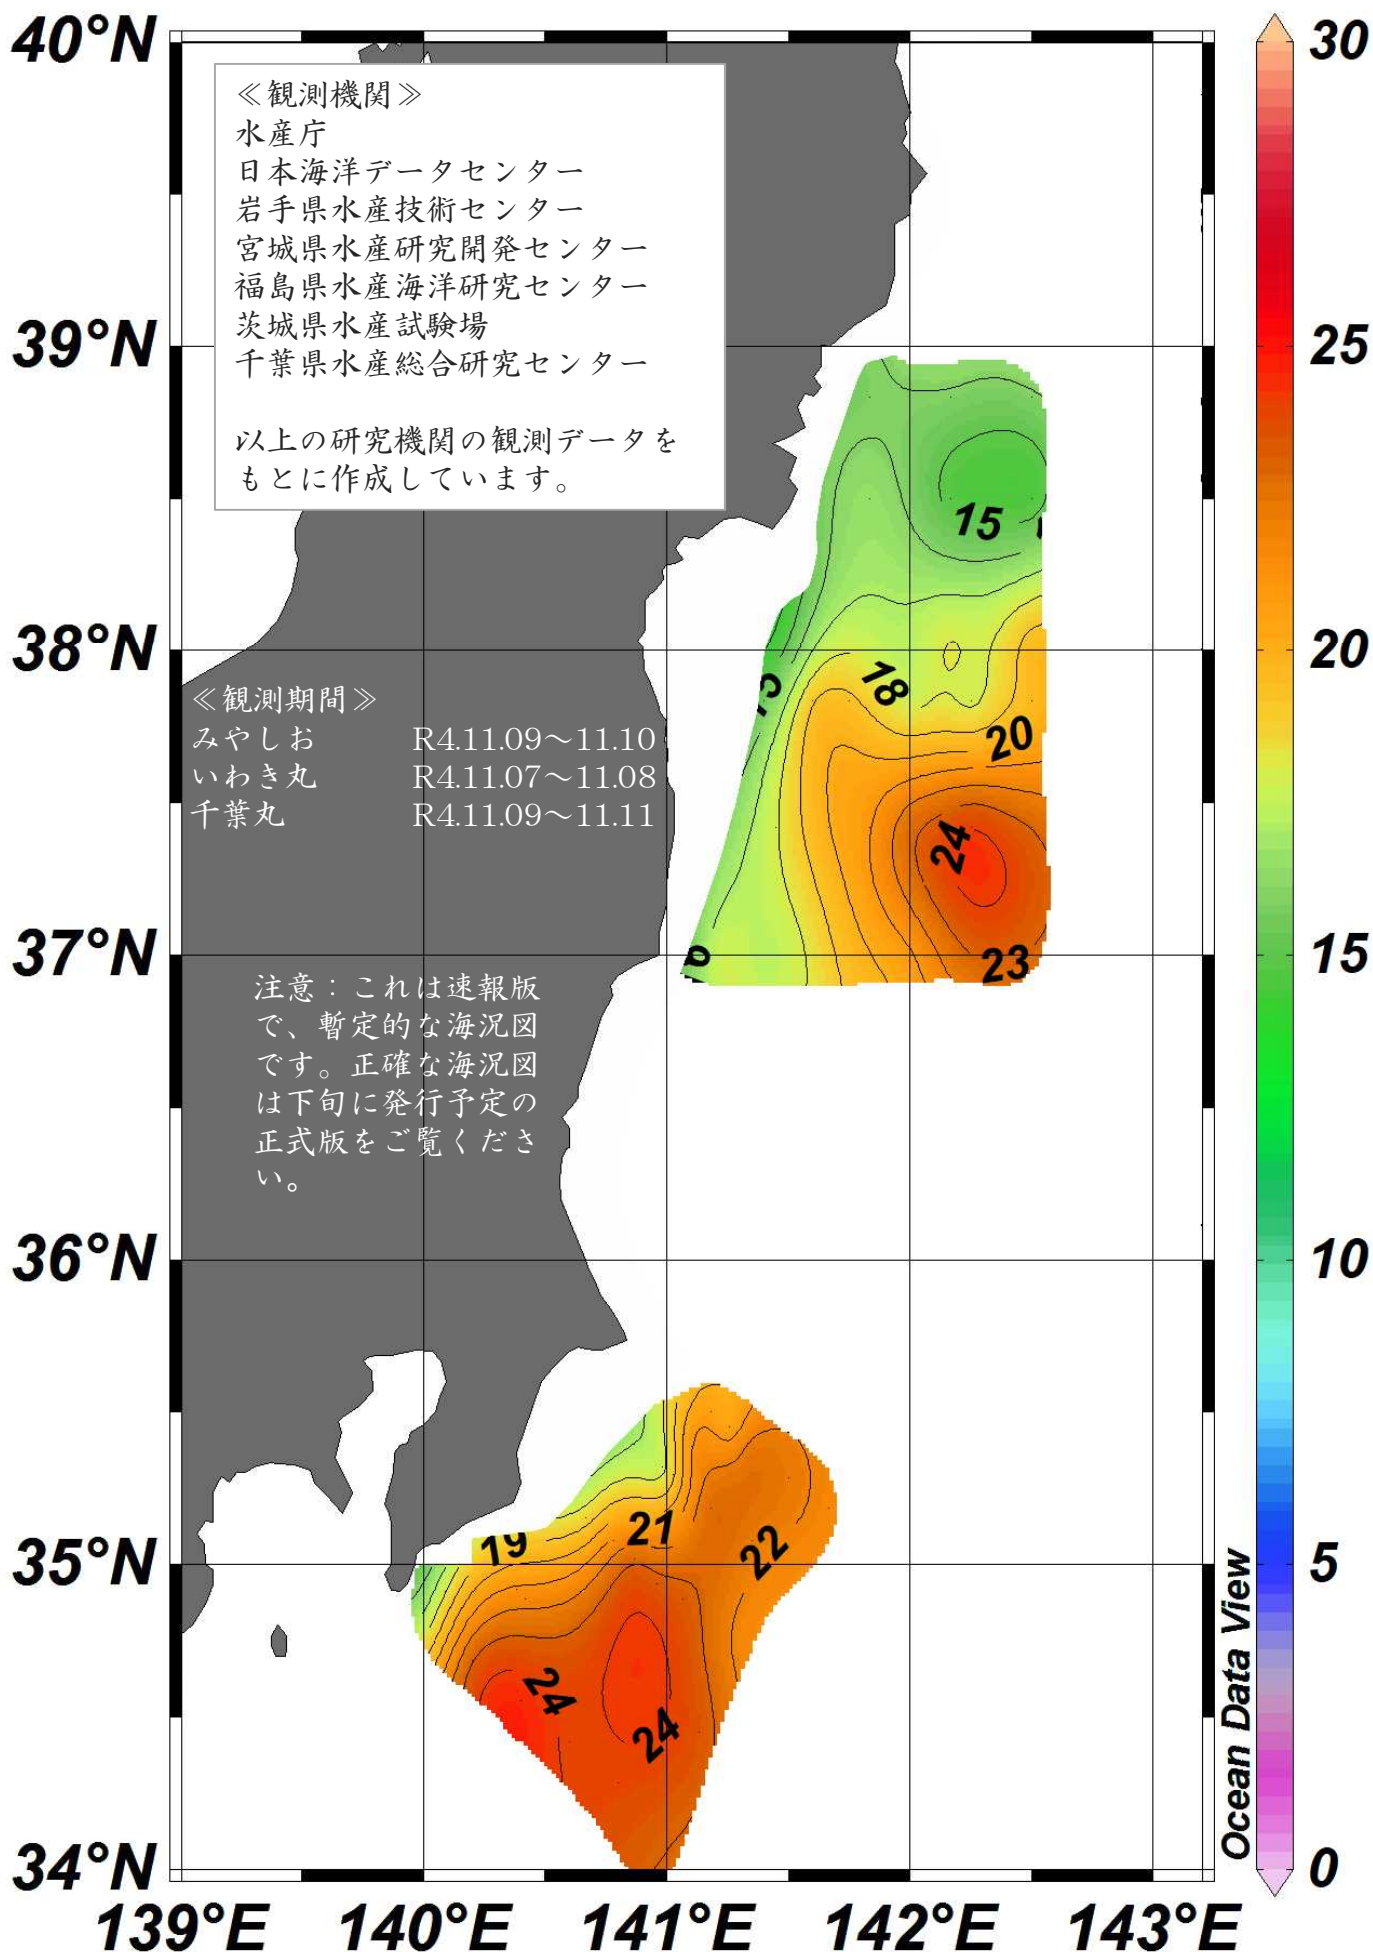 40°N
30
≪観測機関≫
水産庁
日本海洋データセンター
岩手県水産技術センター
宮城県水産研究開発センター
福島県水産海洋研究センター
茨城県水産試験場
千葉県水産総合研究センター
以上の研究機関の観測データを
もとに作成しています。
39°N
25
15
38°N
20
≪観測期間≫
みやしお R4.11.09～11.10
いわき丸 R4.11.07～11.08
千葉丸 R4.11.09～11.11
18
20
24
37°N
23
15
注意：これは速報版
で、暫定的な海況図
です。正確な海況図
は下旬に発行予定の
正式版をご覧くださ
い。
36°N
10
19
21
22
35°N
5
24
24
Ocean Data View
34°N
0
139°E 140°E 141°E 142°E 143°E